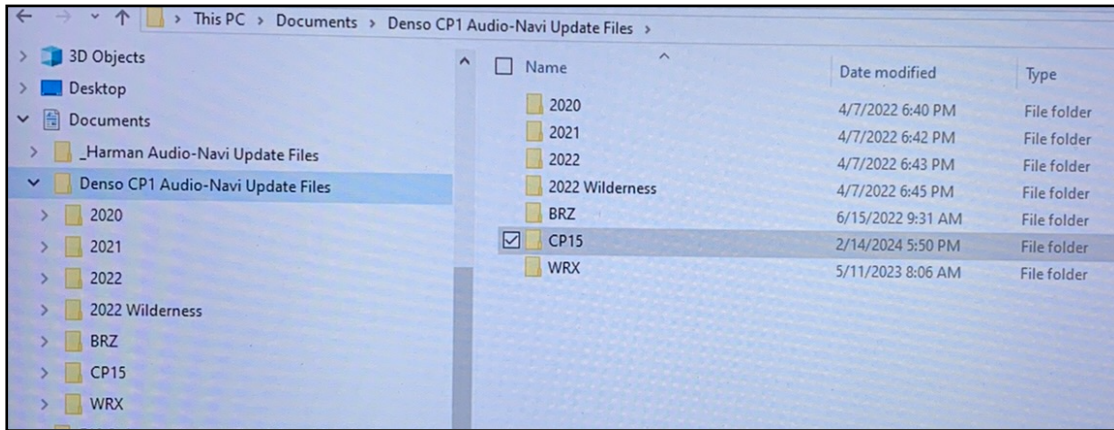 This PC > Documents > Denso CP1 Audio-Navi Update Files >
3D Objects
Desktop
Documents
_Harman Audio-Navi Update Files
Denso CP1 Audio-Navi Update Files
2020
2021
2022
2022 Wilderness
BRZ
CP15
WRX
Name Date modified Type
2020 4/7/2022 6:40 PM File folder
2021 4/7/2022 6:42 PM File folder
2022 4/7/2022 6:43 PM File folder
2022 Wilderness 4/7/2022 6:45 PM File folder
BRZ 6/15/2022 9:31 AM File folder
CP15 2/14/2024 5:50 PM File folder
WRX 5/11/2023 8:06 AM File folder